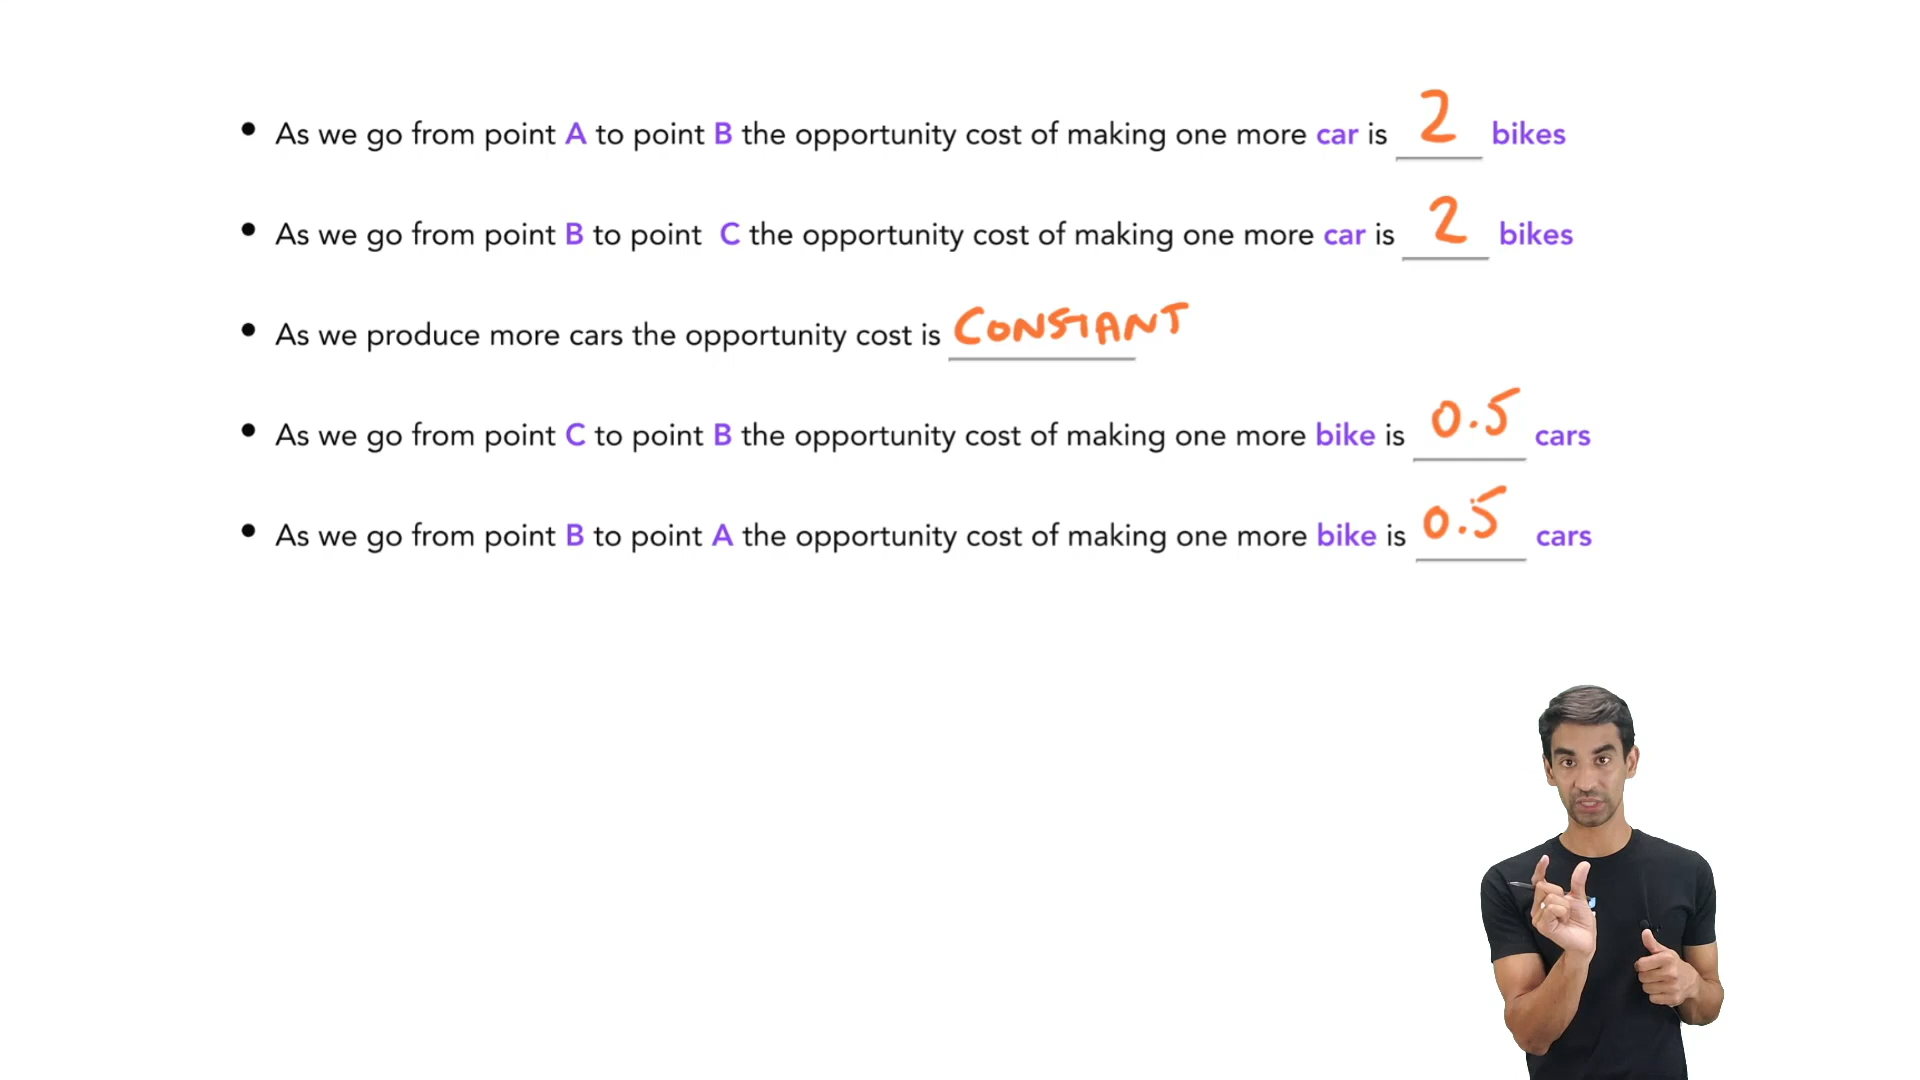 • As we go from point A to point B the opportunity cost of making one more car is 2 bikes
• As we go from point B to point C the opportunity cost of making one more car is 2 bikes
• As we produce more cars the opportunity cost is CONSTANT
• As we go from point C to point B the opportunity cost of making one more bike is 0.5 cars
• As we go from point B to point A the opportunity cost of making one more bike is 0.5 cars